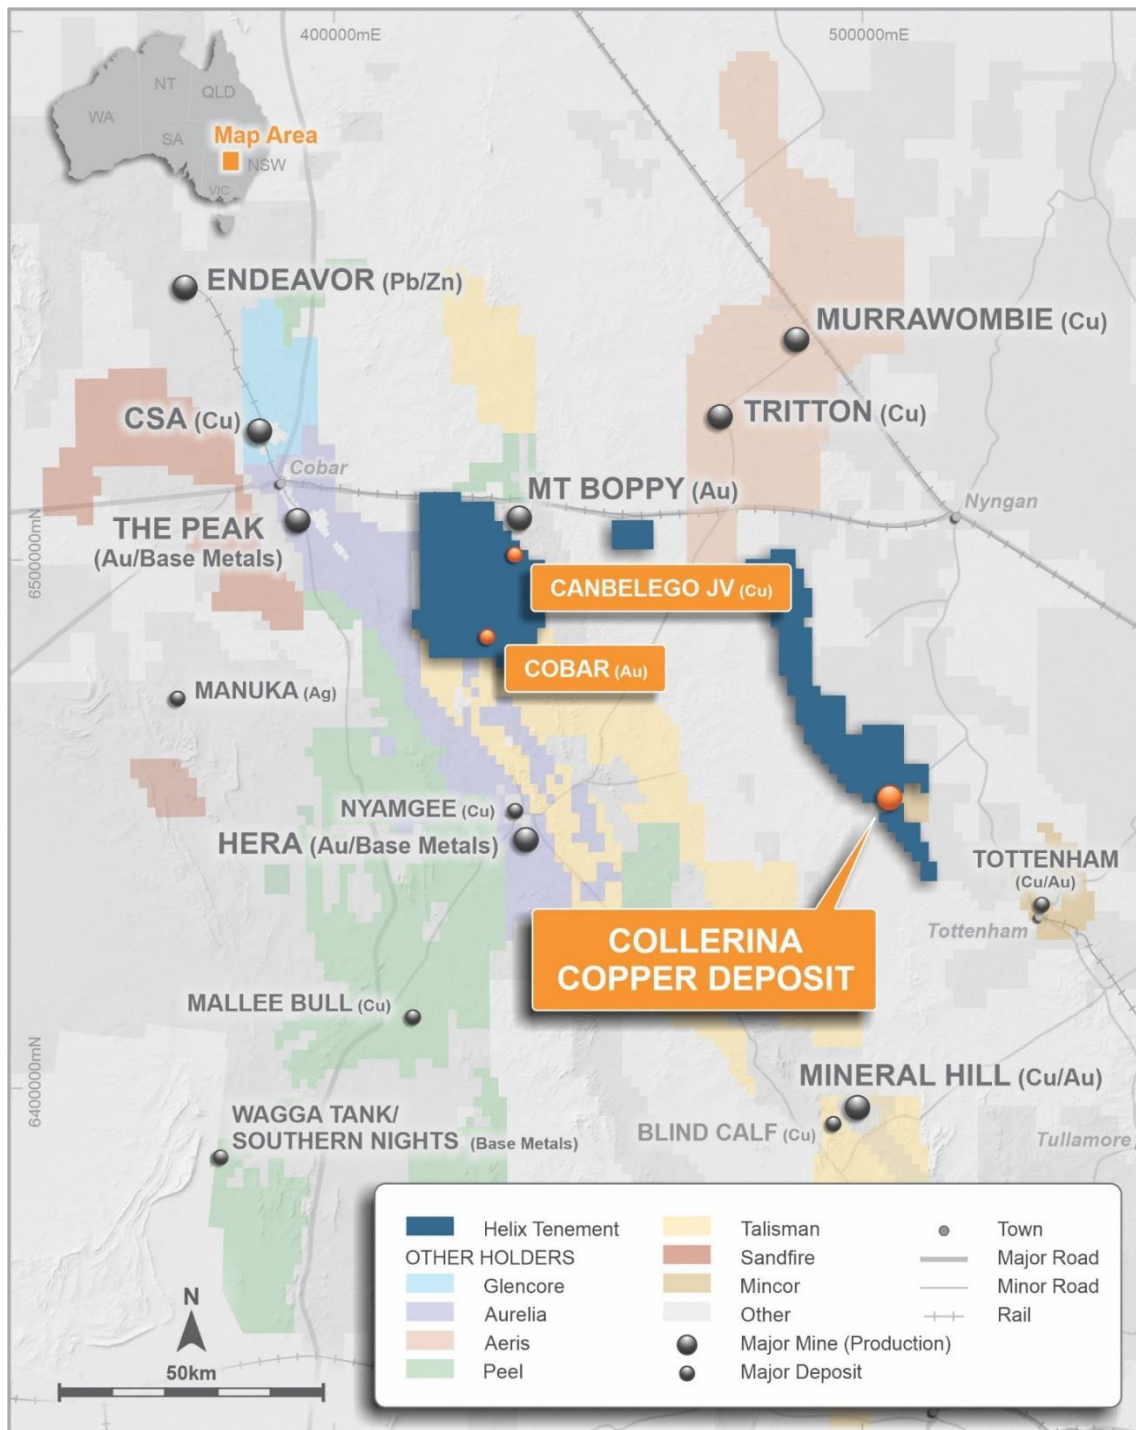 400000mE
500000mE
WA
NT
QLD
SA
Map Area
NSW
VIC
ENDEAVOR (Pb/Zn)
MURRAWOMBIE (Cu)
CSA (Cu)
TRITTON (Cu)
Cobar
MT BOPPY (Au)
Nyngan
THE PEAK
(Au/Base Metals)
6500000mN
CANBELEGO JV (Cu)
COBAR (Au)
MANUKA (Ag)
NYAMGEE (Cu)
HERA (Au/Base Metals)
TOTTENHAM
(Cu/Au)
Tottenham
COLLERINA
COPPER DEPOSIT
MALLEE BULL (Cu)
6400000mN
MINERAL HILL (Cu/Au)
WAGGA TANK/
SOUTHERN NIGHTS (Base Metals)
BLIND CALF (Cu)
Tullamore
Helix Tenement
OTHER HOLDERS
Glencore
Aurelia
Aeris
Peel
Talisman
Sandfire
Mincor
Other
Major Mine (Production)
Major Deposit
Town
Major Road
Minor Road
Rail
N
50km